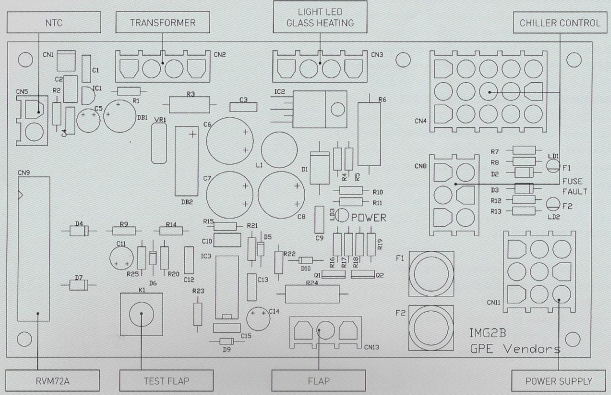 NTC
TRANSFORMER
LIGHT LED
GLASS HEATING
CHILLER CONTROL
CN1
CN2
CN3
C1
C2
IC1
CN5
R2
C5
R1
DB1
R3
VR1
C3
C6
IC2
R6
CN4
L1
D1
R4
R5
DB2
C7
C8
R7
R8
D2
D3
R12
R13
LD1
F1
FUSE
FAULT
F2
LD2
CN8
CN9
R10
R11
LD3
POWER
C9
D4
R9
R14
R15
C10
R21
D5
IC3
R22
D10
R16
R17
R18
R19
C11
R25
D6
R20
C12
D7
C13
Q1
Q2
R24
F1
K1
R23
C14
C15
D9
CN13
F2
CN11
IMG2B
GPE Vendors
RVM72A
TEST FLAP
FLAP
POWER SUPPLY